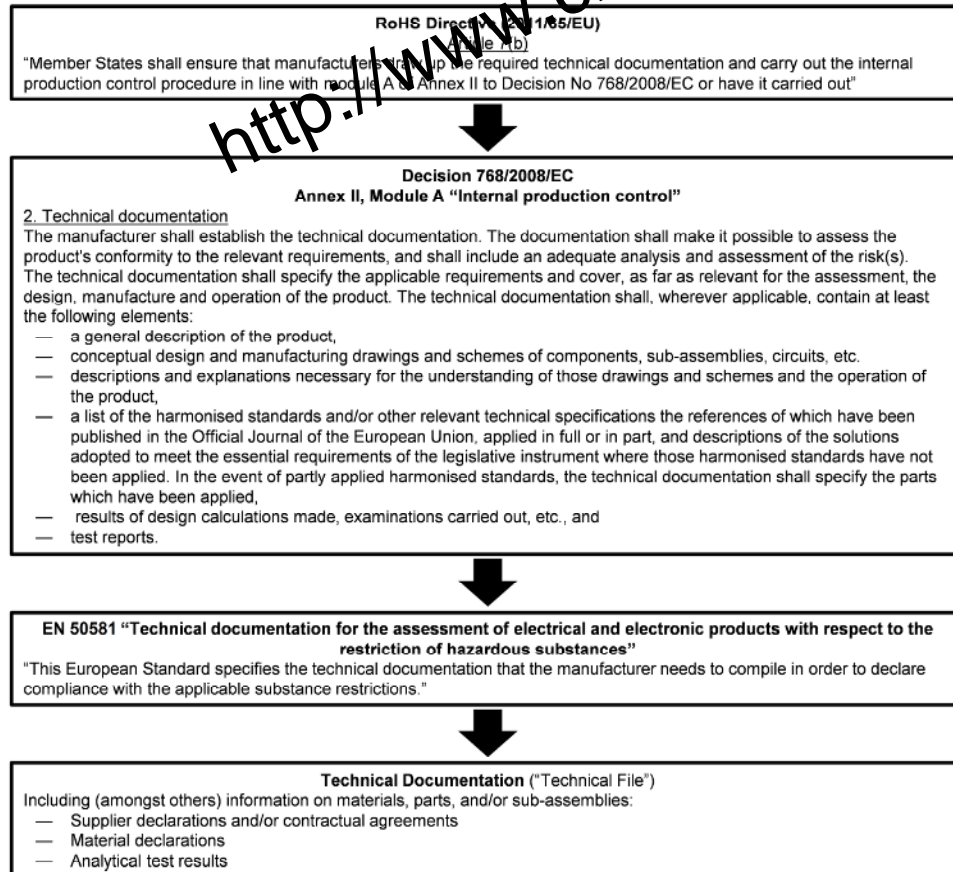 RoHS Directive (2011/65/EU)
Article 7(b)
“Member States shall ensure that manufacturers draw up the required technical documentation and carry out the internal
production control procedure in line with module A of Annex II to Decision No 768/2008/EC or have it carried out”
http://www.
Decision 768/2008/EC
Annex II, Module A “Internal production control”
2. Technical documentation
The manufacturer shall establish the technical documentation. The documentation shall make it possible to assess the
product's conformity to the relevant requirements, and shall include an adequate analysis and assessment of the risk(s).
The technical documentation shall specify the applicable requirements and cover, as far as relevant for the assessment, the
design, manufacture and operation of the product. The technical documentation shall, wherever applicable, contain at least
the following elements:
— a general description of the product,
— conceptual design and manufacturing drawings and schemes of components, sub-assemblies, circuits, etc.
— descriptions and explanations necessary for the understanding of those drawings and schemes and the operation of
the product,
— a list of the harmonised standards and/or other relevant technical specifications the references of which have been
published in the Official Journal of the European Union, applied in full or in part, and descriptions of the solutions
adopted to meet the essential requirements of the legislative instrument where those harmonised standards have not
been applied. In the event of partly applied harmonised standards, the technical documentation shall specify the parts
which have been applied,
— results of design calculations made, examinations carried out, etc., and
— test reports.
EN 50581 “Technical documentation for the assessment of electrical and electronic products with respect to the
restriction of hazardous substances”
“This European Standard specifies the technical documentation that the manufacturer needs to compile in order to declare
compliance with the applicable substance restrictions.”
Technical Documentation (“Technical File”)
Including (amongst others) information on materials, parts, and/or sub-assemblies:
— Supplier declarations and/or contractual agreements
— Material declarations
— Analytical test results